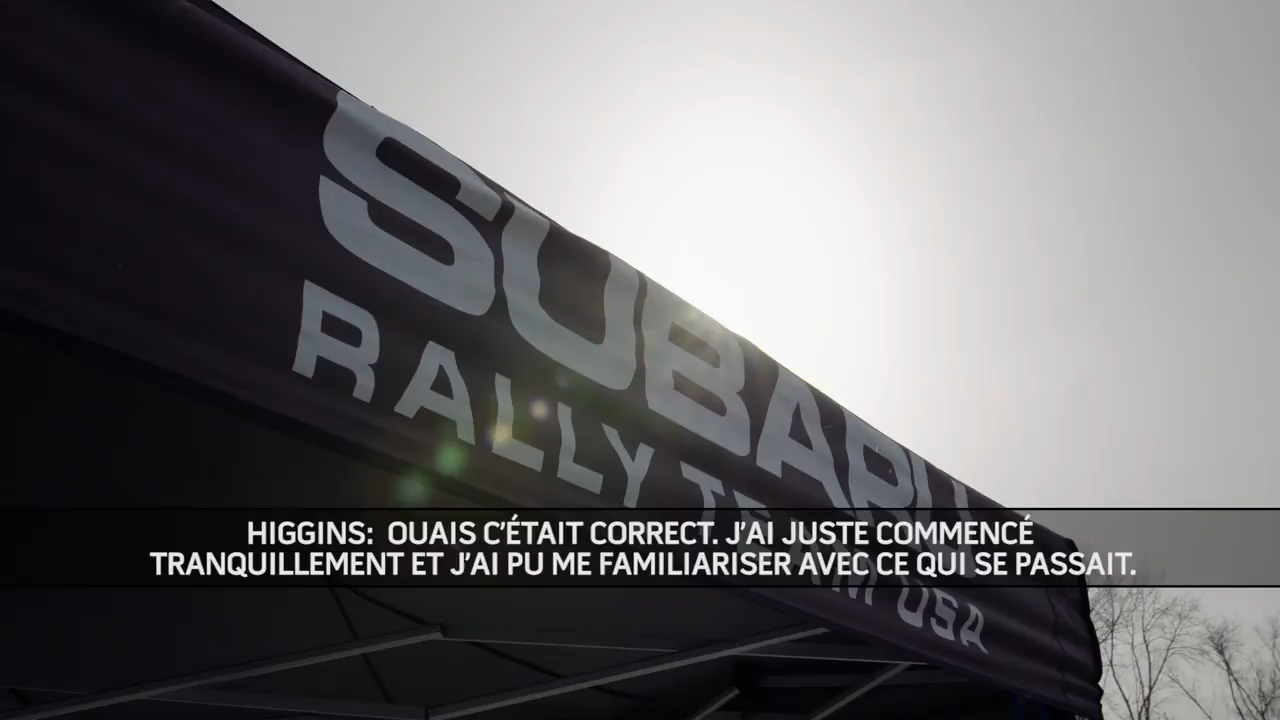 SUBARU
RALLY TEAM USA
HIGGINS: OUAIS C'ÉTAIT CORRECT. J'AI JUSTE COMMENCÉ
TRANQUILLEMENT ET J'AI PU ME FAMILIARISER AVEC CE QUI SE PASSAIT.